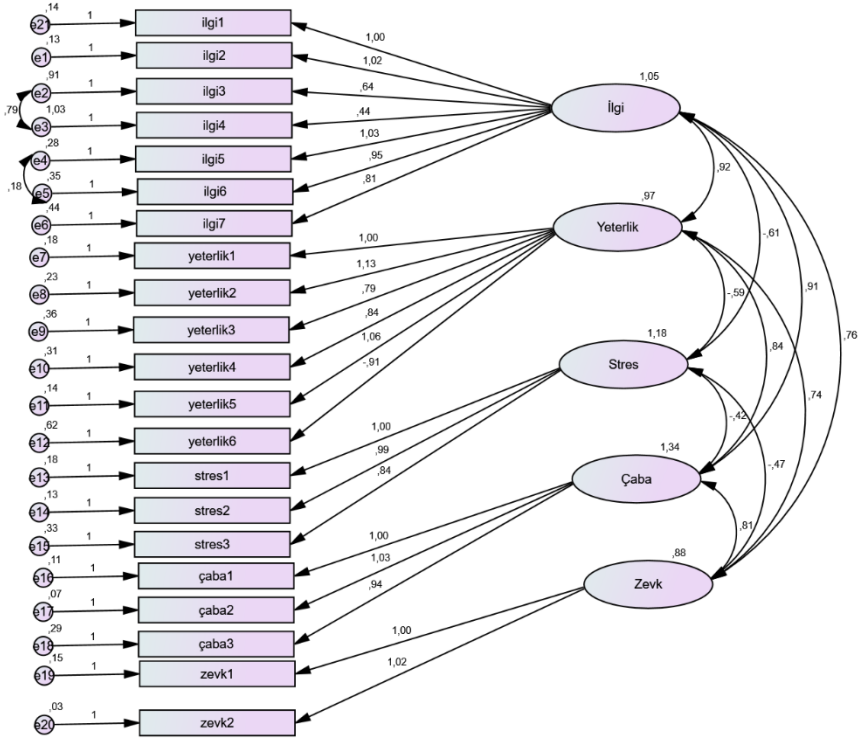 ,14
e21 1 ilgi1
,13
e1 1 ilgi2
,91
e2 1 ilgi3
1,03
e3 1 ilgi4
,79
,28
e4 1 ilgi5
,35
e5 1 ilgi6
,18
,44
e6 1 ilgi7
,18
e7 1 yeterlik1
,23
e8 1 yeterlik2
,36
e9 1 yeterlik3
,31
e10 1 yeterlik4
,14
e11 1 yeterlik5
,62
e12 1 yeterlik6
,18
e13 1 stres1
,13
e14 1 stres2
,33
e15 1 stres3
,11
e16 1 çaba1
,07
e17 1 çaba2
,29
e18 1 çaba3
,15
e19 1 zevk1
,03
e20 1 zevk2
1,00
1,02
,64
,44
1,03
,95
,81
1,00
1,13
,79
,84
1,06
-,91
1,00
,99
,84
1,00
1,03
,94
1,00
1,02
1,05
İlgi
,97
Yeterlik
1,18
Stres
1,34
Çaba
,88
Zevk
,92
-,61
-,59
,91
,76
,84
,74
-,42
-,47
,81